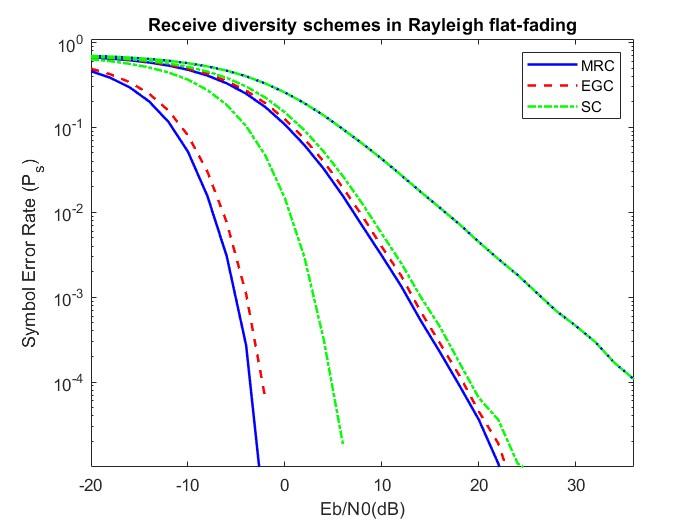 Receive diversity schemes in Rayleigh flat-fading
10^0
10^-1
10^-2
10^-3
10^-4
Symbol Error Rate (P_s)
MRC
EGC
SC
-20 -10 0 10 20 30
Eb/N0(dB)